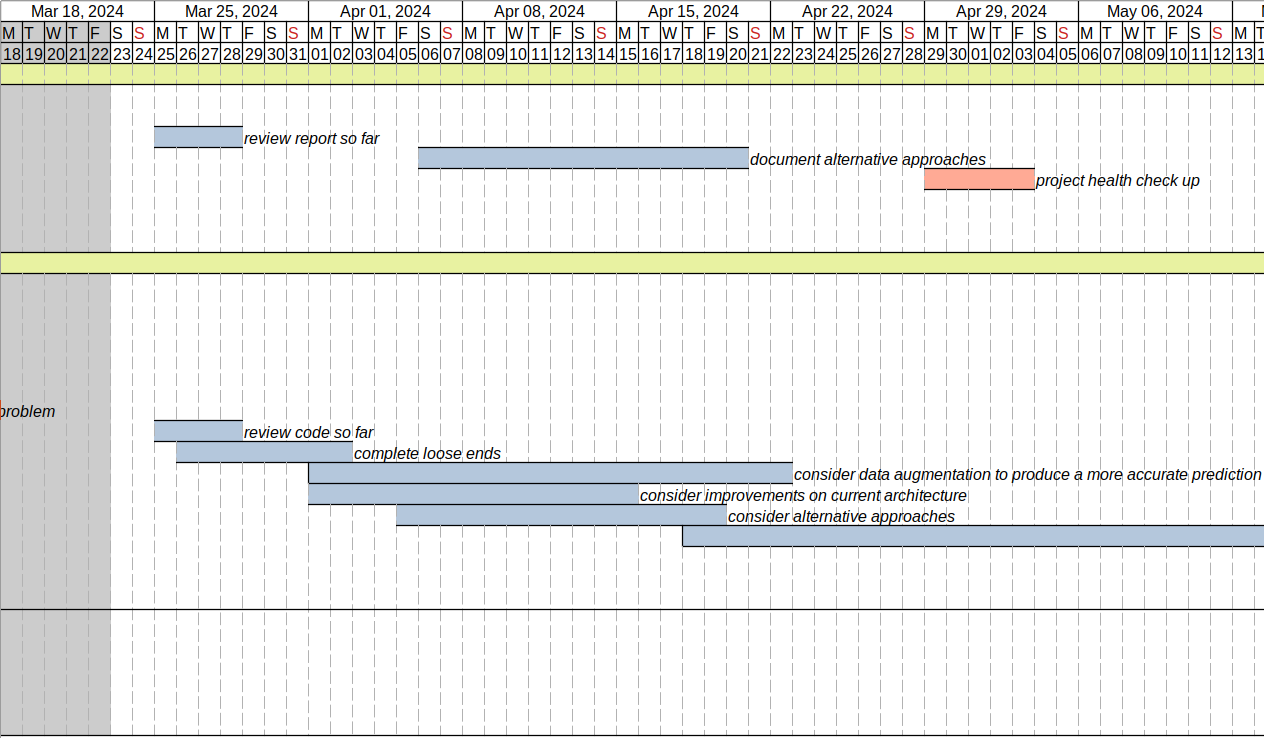 Mar 18, 2024 Mar 25, 2024 Apr 01, 2024 Apr 08, 2024 Apr 15, 2024 Apr 22, 2024 Apr 29, 2024 May 06, 2024
M T W T F S S M T W T F S S M T W T F S S M T W T F S S M T W T F S S M T W T F S S M T W T F S S M T W T F S S M T
18 19 20 21 22 23 24 25 26 27 28 29 30 31 01 02 03 04 05 06 07 08 09 10 11 12 13 14 15 16 17 18 19 20 21 22 23 24 25 26 27 28 29 30 01 02 03 04 05 06 07 08 09 10 11 12 13
review report so far
document alternative approaches
project health check up
problem
review code so far
complete loose ends
consider data augmentation to produce a more accurate prediction
consider improvements on current architecture
consider alternative approaches